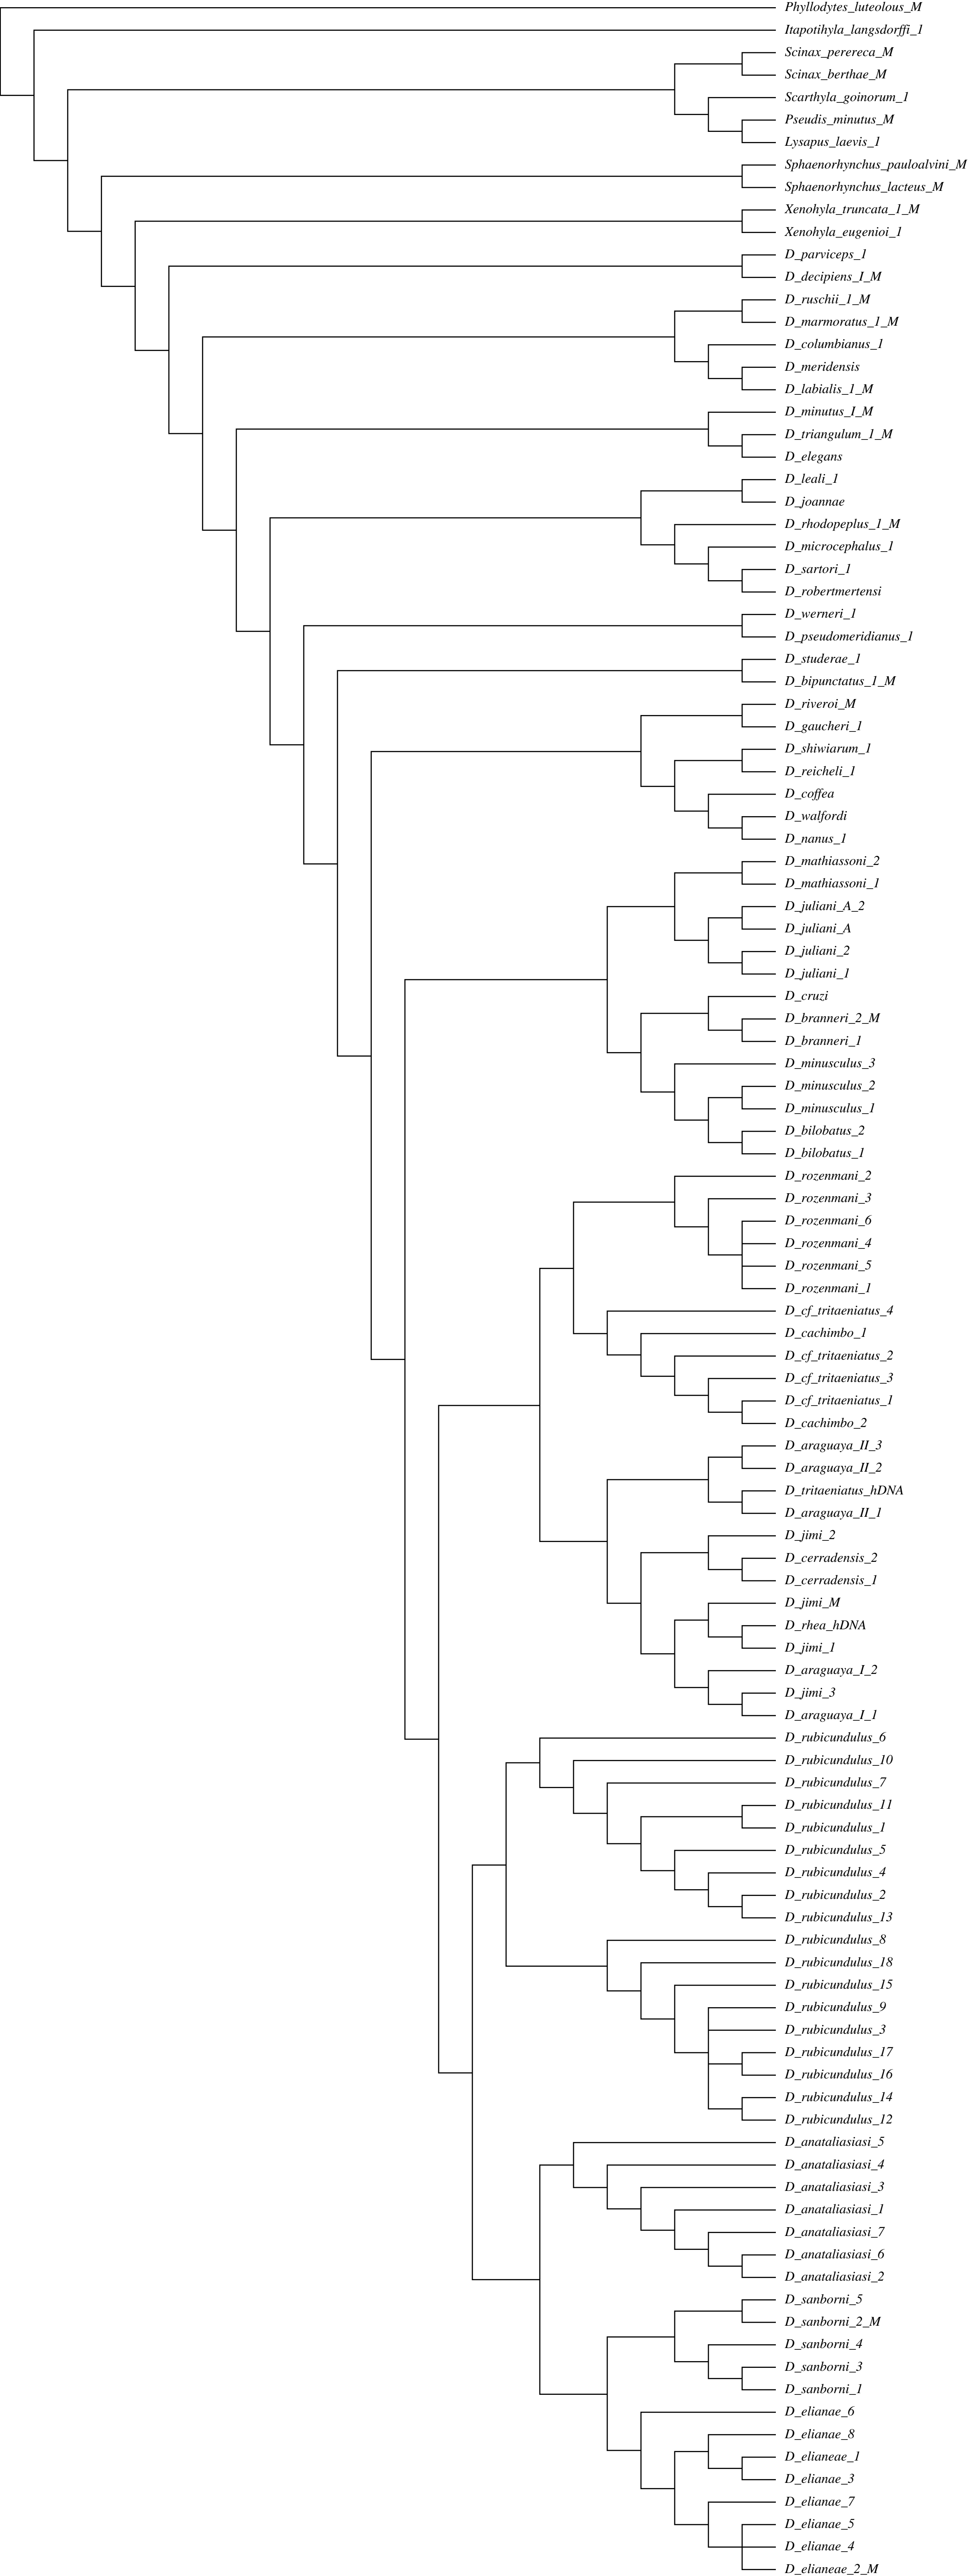 Phyllodytes_luteolous_M
Itapotihyla_langsdorffi_1
Scinax_perereca_M
Scinax_berthae_M
Scarthyla_goinorum_1
Pseudis_minutus_M
Lysapus_laevis_1
Sphaenorhynchus_pauloalvini_M
Sphaenorhynchus_lacteus_M
Xenohyla_truncata_1_M
Xenohyla_eugenioi_1
D_parviceps_1
D_decipiens_I_M
D_ruschii_1_M
D_marmoratus_1_M
D_columbianus_1
D_meridensis
D_labialis_1_M
D_minutus_I_M
D_triangulum_1_M
D_elegans
D_leali_1
D_joannae
D_rhodopeplus_1_M
D_microcephalus_1
D_sartori_1
D_robertmertensi
D_werneri_1
D_pseudomeridianus_1
D_studerae_1
D_bipunctatus_1_M
D_riveroi_M
D_gaucheri_1
D_shiwiarum_1
D_reicheli_1
D_coffea
D_walfordi
D_nanus_1
D_mathiassoni_2
D_mathiassoni_1
D_juliani_A_2
D_juliani_A
D_juliani_2
D_juliani_1
D_cruzi
D_branneri_2_M
D_branneri_1
D_minusculus_3
D_minusculus_2
D_minusculus_1
D_bilobatus_2
D_bilobatus_1
D_rozenmani_2
D_rozenmani_3
D_rozenmani_6
D_rozenmani_4
D_rozenmani_5
D_rozenmani_1
D_cf_tritaeniatus_4
D_cachimbo_1
D_cf_tritaeniatus_2
D_cf_tritaeniatus_3
D_cf_tritaeniatus_1
D_cachimbo_2
D_araguaya_II_3
D_araguaya_II_2
D_tritaeniatus_hDNA
D_araguaya_II_1
D_jimi_2
D_cerradensis_2
D_cerradensis_1
D_jimi_M
D_rhea_hDNA
D_jimi_1
D_araguaya_I_2
D_jimi_3
D_araguaya_I_1
D_rubicundulus_6
D_rubicundulus_10
D_rubicundulus_7
D_rubicundulus_11
D_rubicundulus_1
D_rubicundulus_5
D_rubicundulus_4
D_rubicundulus_2
D_rubicundulus_13
D_rubicundulus_8
D_rubicundulus_18
D_rubicundulus_15
D_rubicundulus_9
D_rubicundulus_3
D_rubicundulus_17
D_rubicundulus_16
D_rubicundulus_14
D_rubicundulus_12
D_anataliasiasi_5
D_anataliasiasi_4
D_anataliasiasi_3
D_anataliasiasi_1
D_anataliasiasi_7
D_anataliasiasi_6
D_anataliasiasi_2
D_sanborni_5
D_sanborni_2_M
D_sanborni_4
D_sanborni_3
D_sanborni_1
D_elianae_6
D_elianae_8
D_elianeae_1
D_elianae_3
D_elianae_7
D_elianae_5
D_elianae_4
D_elianeae_2_M